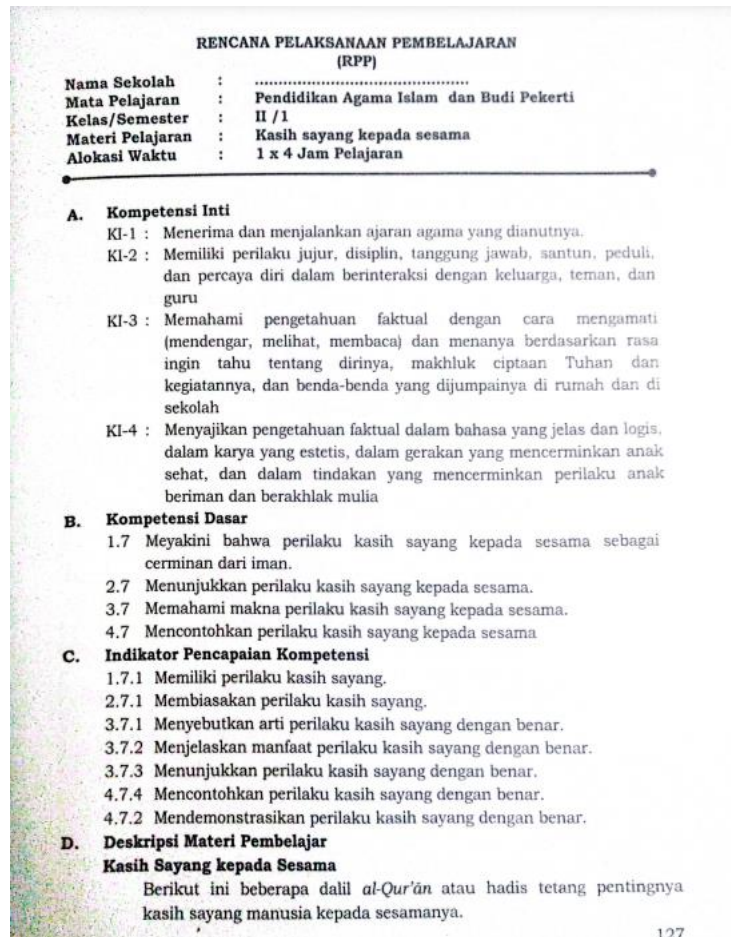 RENCANA PELAKSANAAN PEMBELAJARAN
(RPP)
Nama Sekolah : .............................................
Mata Pelajaran : Pendidikan Agama Islam dan Budi Pekerti
Kelas/Semester : II /1
Materi Pelajaran : Kasih sayang kepada sesama
Alokasi Waktu : 1 x 4 Jam Pelajaran
A. Kompetensi Inti
KI-1 : Menerima dan menjalankan ajaran agama yang dianutnya.
KI-2 : Memiliki perilaku jujur, disiplin, tanggung jawab, santun, peduli,
dan percaya diri dalam berinteraksi dengan keluarga, teman, dan
guru
KI-3 : Memahami pengetahuan faktual dengan cara mengamati
(mendengar, melihat, membaca) dan menanya berdasarkan rasa
ingin tahu tentang dirinya, makhluk ciptaan Tuhan dan
kegiatannya, dan benda-benda yang dijumpainya di rumah dan di
sekolah
KI-4 : Menyajikan pengetahuan faktual dalam bahasa yang jelas dan logis,
dalam karya yang estetis, dalam gerakan yang mencerminkan anak
sehat, dan dalam tindakan yang mencerminkan perilaku anak
beriman dan berakhlak mulia
B. Kompetensi Dasar
1.7 Meyakini bahwa perilaku kasih sayang kepada sesama sebagai
cerminan dari iman.
2.7 Menunjukkan perilaku kasih sayang kepada sesama.
3.7 Memahami makna perilaku kasih sayang kepada sesama.
4.7 Mencontohkan perilaku kasih sayang kepada sesama
C. Indikator Pencapaian Kompetensi
1.7.1 Memiliki perilaku kasih sayang.
2.7.1 Membiasakan perilaku kasih sayang.
3.7.1 Menyebutkan arti perilaku kasih sayang dengan benar.
3.7.2 Menjelaskan manfaat perilaku kasih sayang dengan benar.
3.7.3 Menunjukkan perilaku kasih sayang dengan benar.
4.7.4 Mencontohkan perilaku kasih sayang dengan benar.
4.7.2 Mendemonstrasikan perilaku kasih sayang dengan benar.
D. Deskripsi Materi Pembelajar
Kasih Sayang kepada Sesama
Berikut ini beberapa dalil al-Qur'ān atau hadis tetang pentingnya
kasih sayang manusia kepada sesamanya.
127